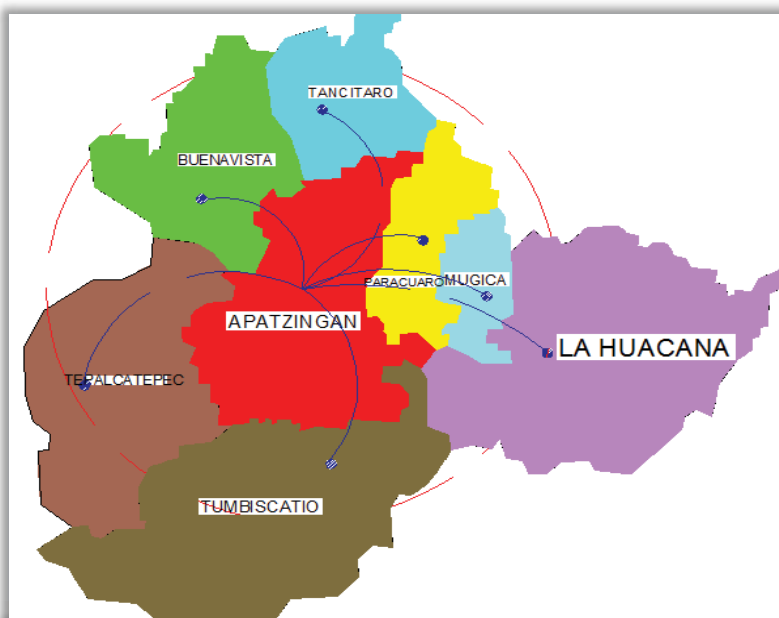 TANCITARO
BUENAVISTA
PARACUARO
MUGICA
APATZINGAN
LA HUACANA
TEPALCATEPEC
TUMBISCATIO